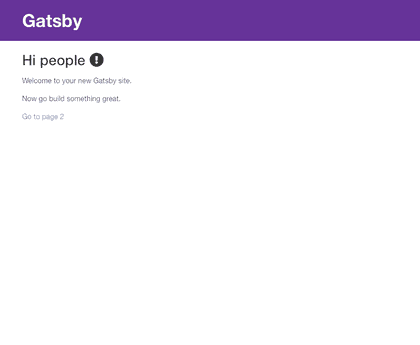 Gatsby
Hi people
Welcome to your new Gatsby site.
Now go build something great.
Go to page 2